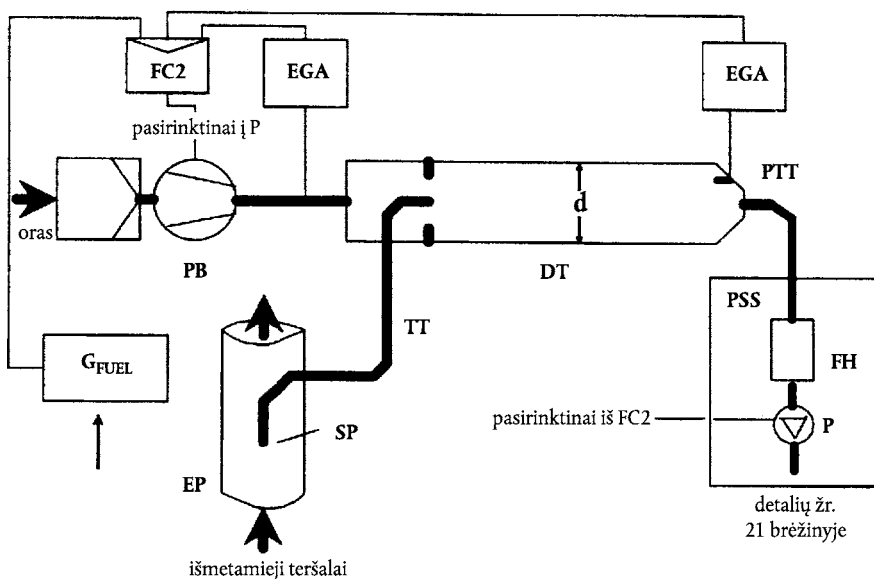 FC2
EGA
EGA
pasirinktinai į P
PTT
oras
d
PB
DT
PSS
TT
G_FUEL
FH
pasirinktinai iš FC2
P
SP
EP
detalių žr.
21 brėžinyje
išmetamieji teršalai